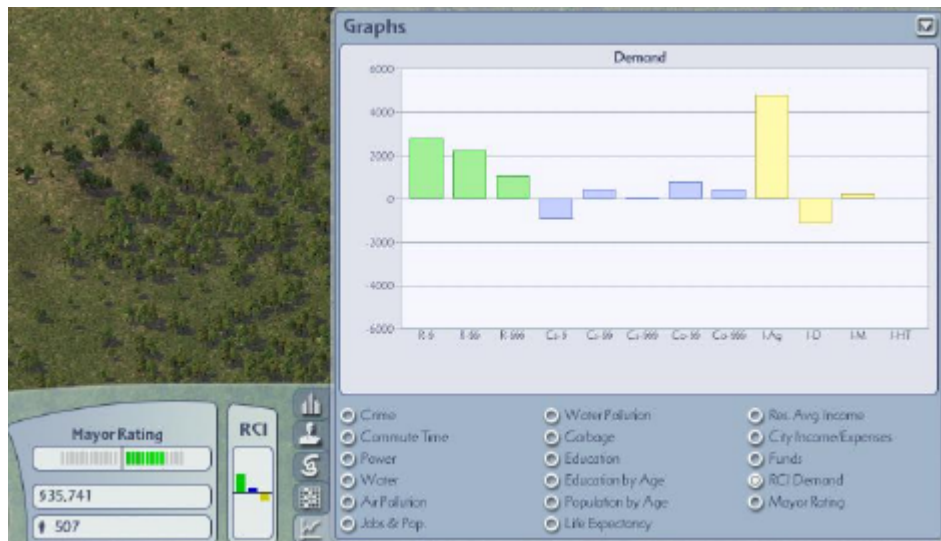 Graphs
Demand
6000
4000
2000
0
-2000
-4000
-6000
R-§ R-§§ R-§§§ Cs-§ Cs-§§ Cs-§§§ Co-§§ Co-§§§ I-Ag I-D I-M I-HT
Mayor Rating
RCI
§35,741
507
Crime
Commute Time
Power
Water
Air Pollution
Jobs & Pop.
Water Pollution
Garbage
Education
Education by Age
Population by Age
Life Expectancy
Res. Avg. Income
City Income/Expenses
Funds
RCI Demand
Mayor Rating